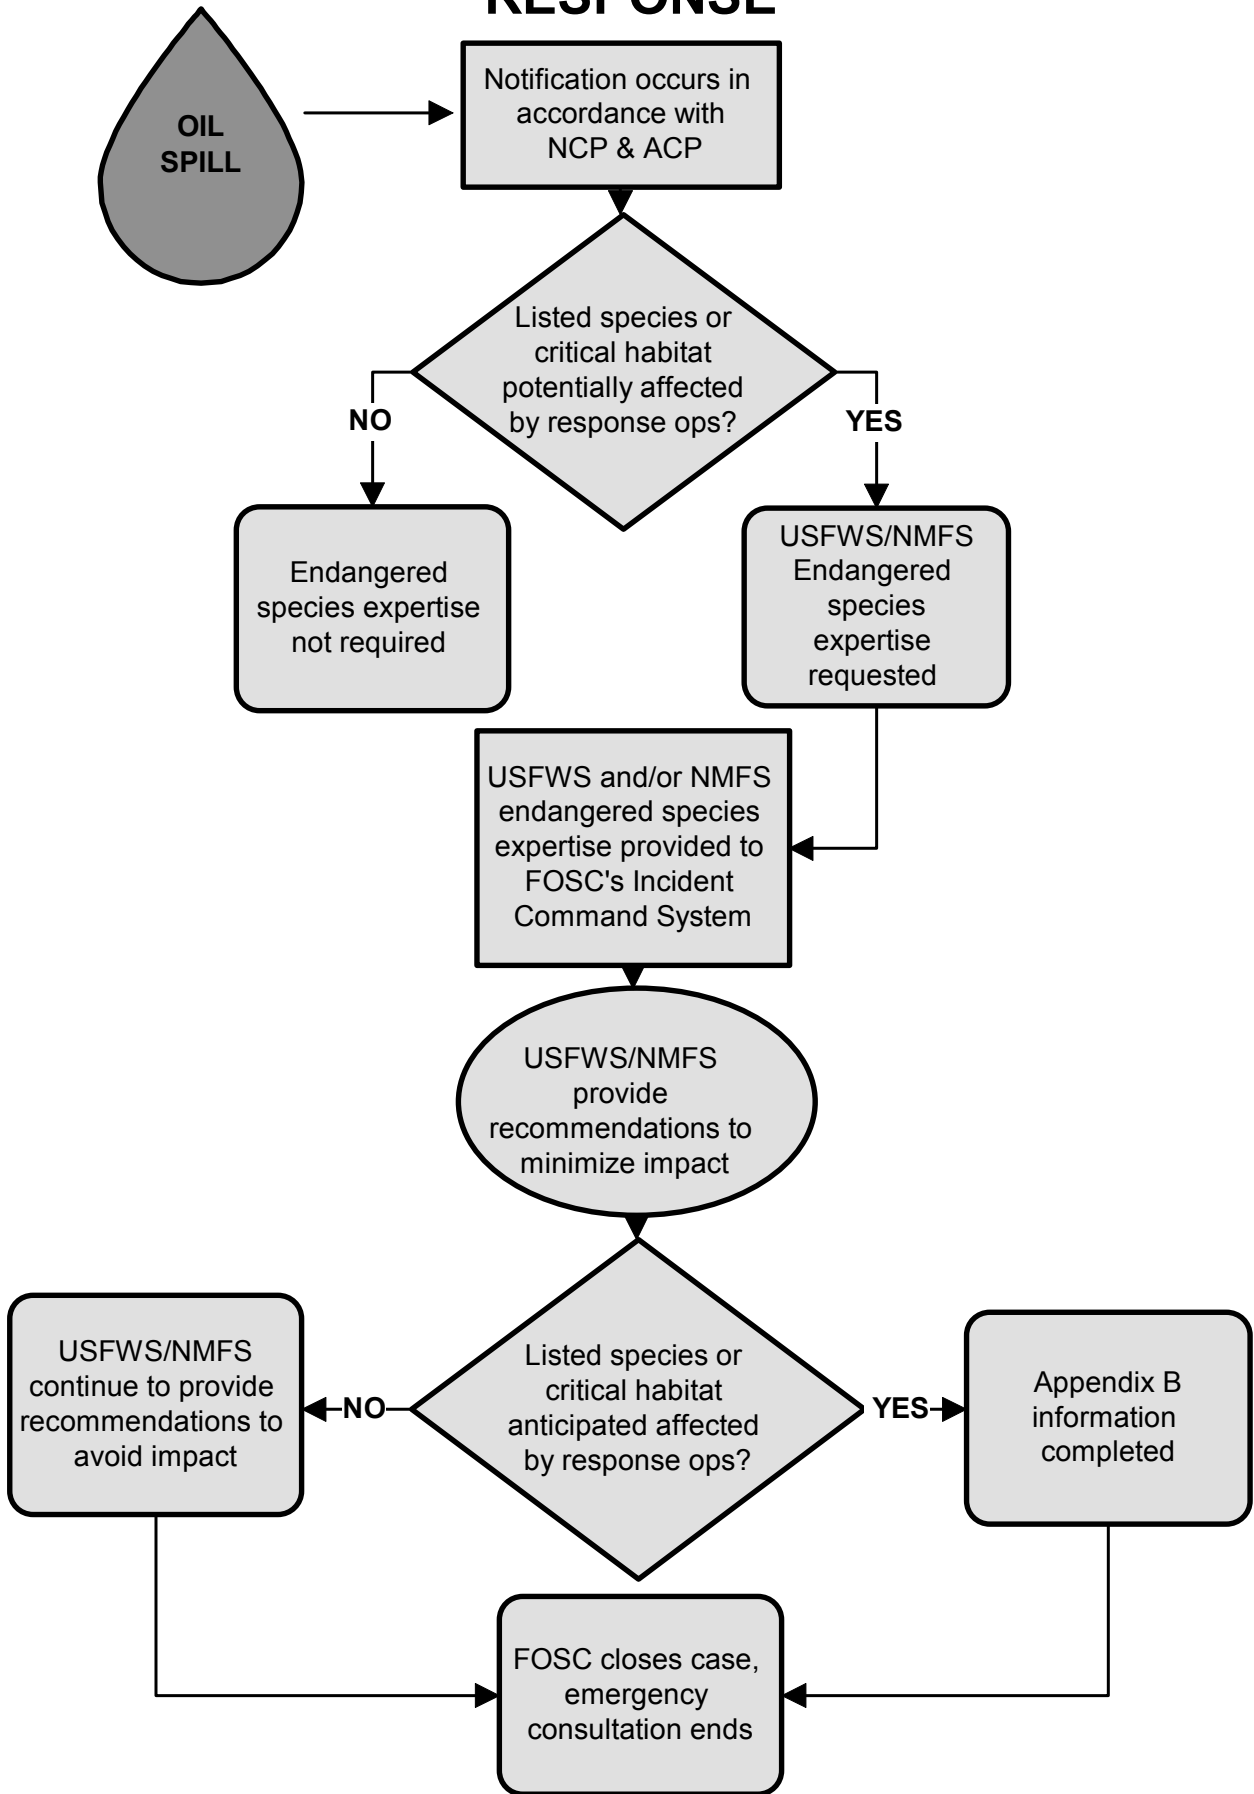 RESPONSE
OIL
SPILL
Notification occurs in
accordance with
NCP & ACP
Listed species or
critical habitat
potentially affected
by response ops?
NO
YES
Endangered
species expertise
not required
USFWS/NMFS
Endangered
species
expertise
requested
USFWS and/or NMFS
endangered species
expertise provided to
FOSC's Incident
Command System
USFWS/NMFS
provide
recommendations to
minimize impact
Listed species or
critical habitat
anticipated affected
by response ops?
NO
YES
USFWS/NMFS
continue to provide
recommendations to
avoid impact
Appendix B
information
completed
FOSC closes case,
emergency
consultation ends